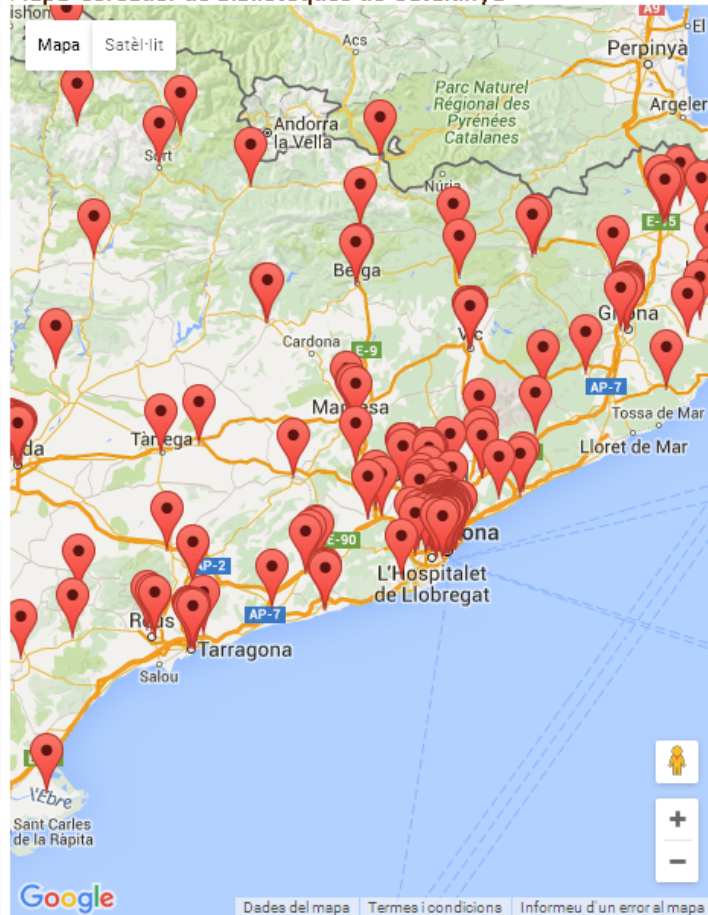 Mapa
Satèl·lit
Acs
A9
El
Perpinyà
Parc Naturel
Régional des
Pyrénées
Catalanes
Argeler
Andorra
la Vella
Sort
Núria
Berga
Cardona
E-9
Vic
AP-7
Tossa de Mar
Lloret de Mar
Tàrrega
E-90
AP-2
L'Hospitalet
de Llobregat
AP-7
Reus
Tarragona
Salou
l'Ebre
Sant Carles
de la Ràpita
+
−
Google
Dades del mapa
Termes i condicions
Informeu d'un error al mapa